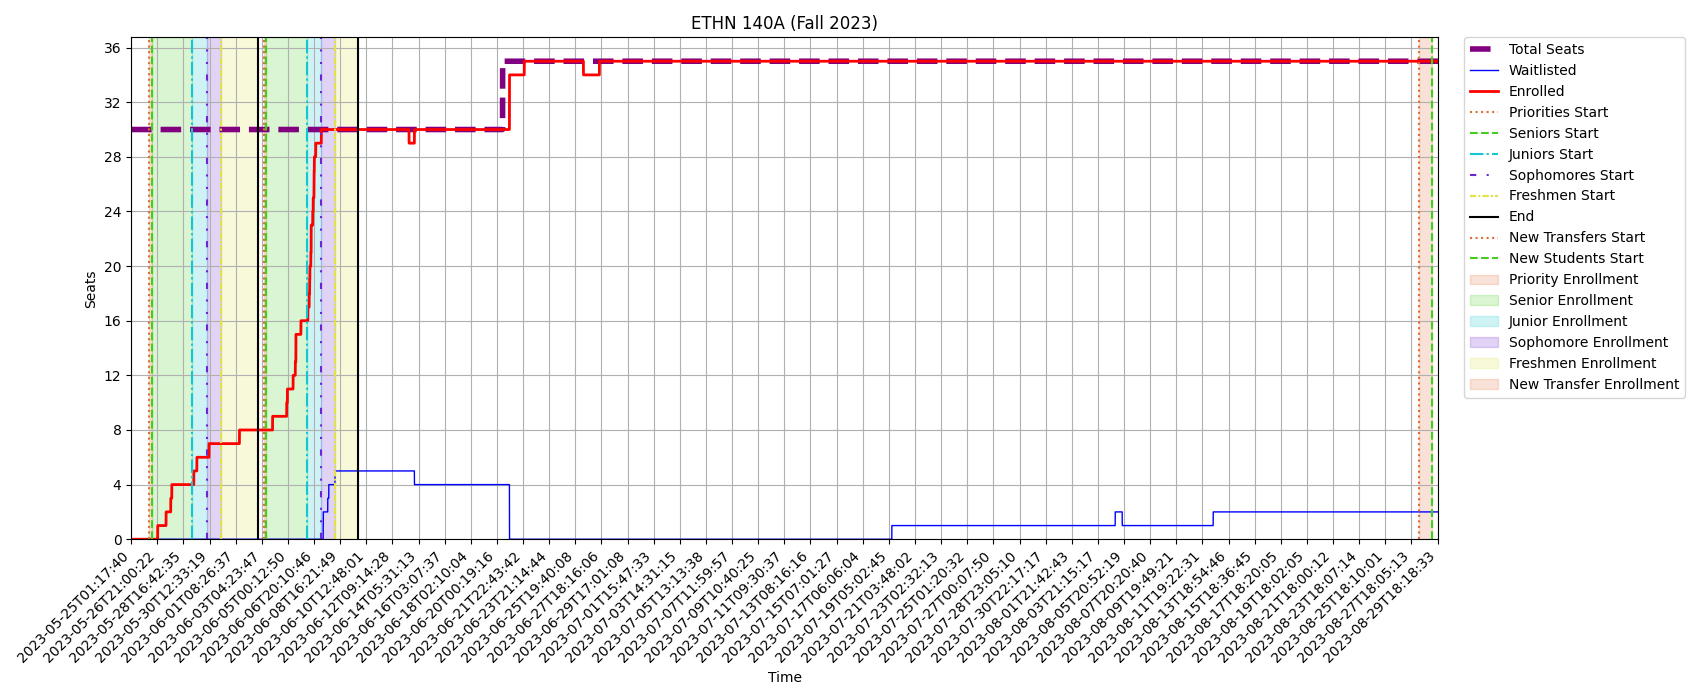 ETHN 140A (Fall 2023)
36
32
28
24
20
16
12
8
4
0
Seats
2023-05-25T01:17:40
2023-05-26T21:00:22
2023-05-28T16:42:35
2023-05-30T12:33:19
2023-06-01T08:26:37
2023-06-03T04:23:47
2023-06-05T00:12:50
2023-06-06T20:10:46
2023-06-08T16:21:49
2023-06-10T12:48:01
2023-06-12T09:14:28
2023-06-14T05:31:13
2023-06-16T03:07:37
2023-06-18T02:10:04
2023-06-20T00:19:16
2023-06-21T22:43:42
2023-06-23T21:14:44
2023-06-25T19:40:08
2023-06-27T18:16:06
2023-06-29T17:01:08
2023-07-01T15:47:33
2023-07-03T14:31:15
2023-07-05T13:13:38
2023-07-07T11:59:57
2023-07-09T10:40:25
2023-07-11T09:30:37
2023-07-13T08:16:16
2023-07-15T07:01:27
2023-07-17T06:06:04
2023-07-19T05:02:45
2023-07-21T03:48:02
2023-07-23T02:32:13
2023-07-25T01:20:32
2023-07-27T00:07:50
2023-07-28T23:05:10
2023-07-30T22:17:17
2023-08-01T21:42:43
2023-08-03T21:15:17
2023-08-05T20:52:19
2023-08-07T20:20:40
2023-08-09T19:49:21
2023-08-11T19:22:31
2023-08-13T18:54:46
2023-08-15T18:36:45
2023-08-17T18:20:05
2023-08-19T18:02:05
2023-08-21T18:00:12
2023-08-23T18:07:14
2023-08-25T18:10:01
2023-08-27T18:05:13
2023-08-29T18:18:33
Time
Total Seats
Waitlisted
Enrolled
Priorities Start
Seniors Start
Juniors Start
Sophomores Start
Freshmen Start
End
New Transfers Start
New Students Start
Priority Enrollment
Senior Enrollment
Junior Enrollment
Sophomore Enrollment
Freshmen Enrollment
New Transfer Enrollment